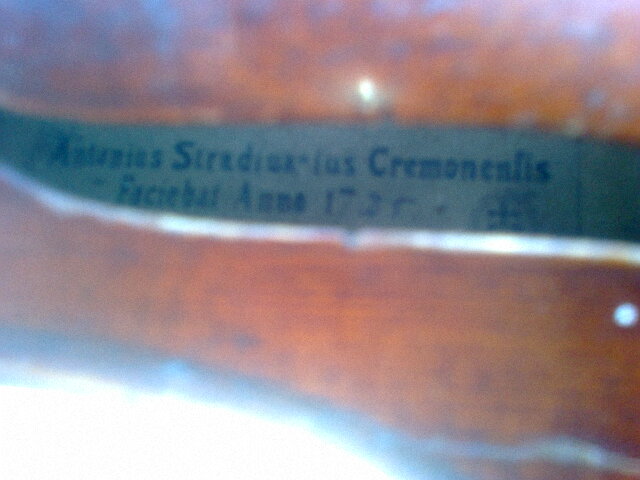 Antonius Stradiuarius Cremonensis
Faciebat Anno